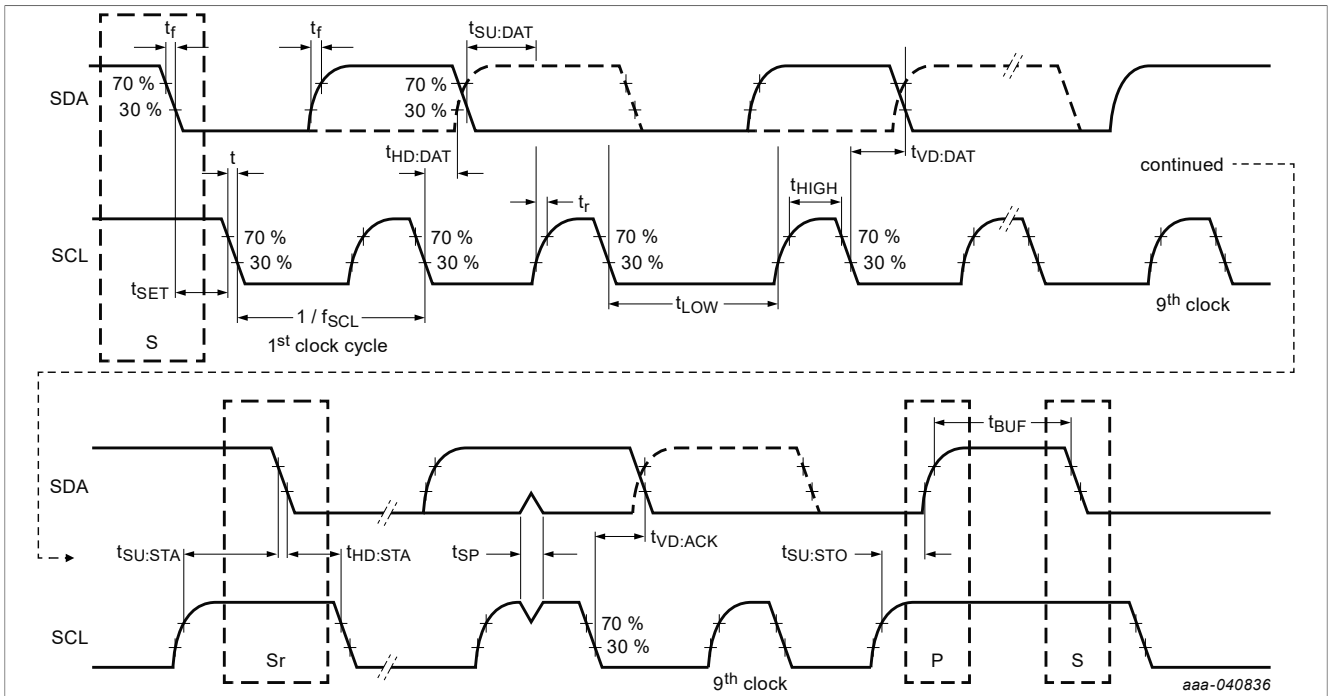 tf
tf
tSU:DAT
70 %
30 %
SDA
70 %
30 %
tHD:DAT
tVD:DAT
continued
t
tr
tHIGH
SCL
70 %
30 %
70 %
30 %
70 %
30 %
70 %
30 %
tSET
tLOW
9th clock
1 / fSCL
S
1st clock cycle
tBUF
SDA
tSU:STA
tHD:STA
tSP
tVD:ACK
tSU:STO
SCL
70 %
30 %
Sr
9th clock
P
S
aaa-040836